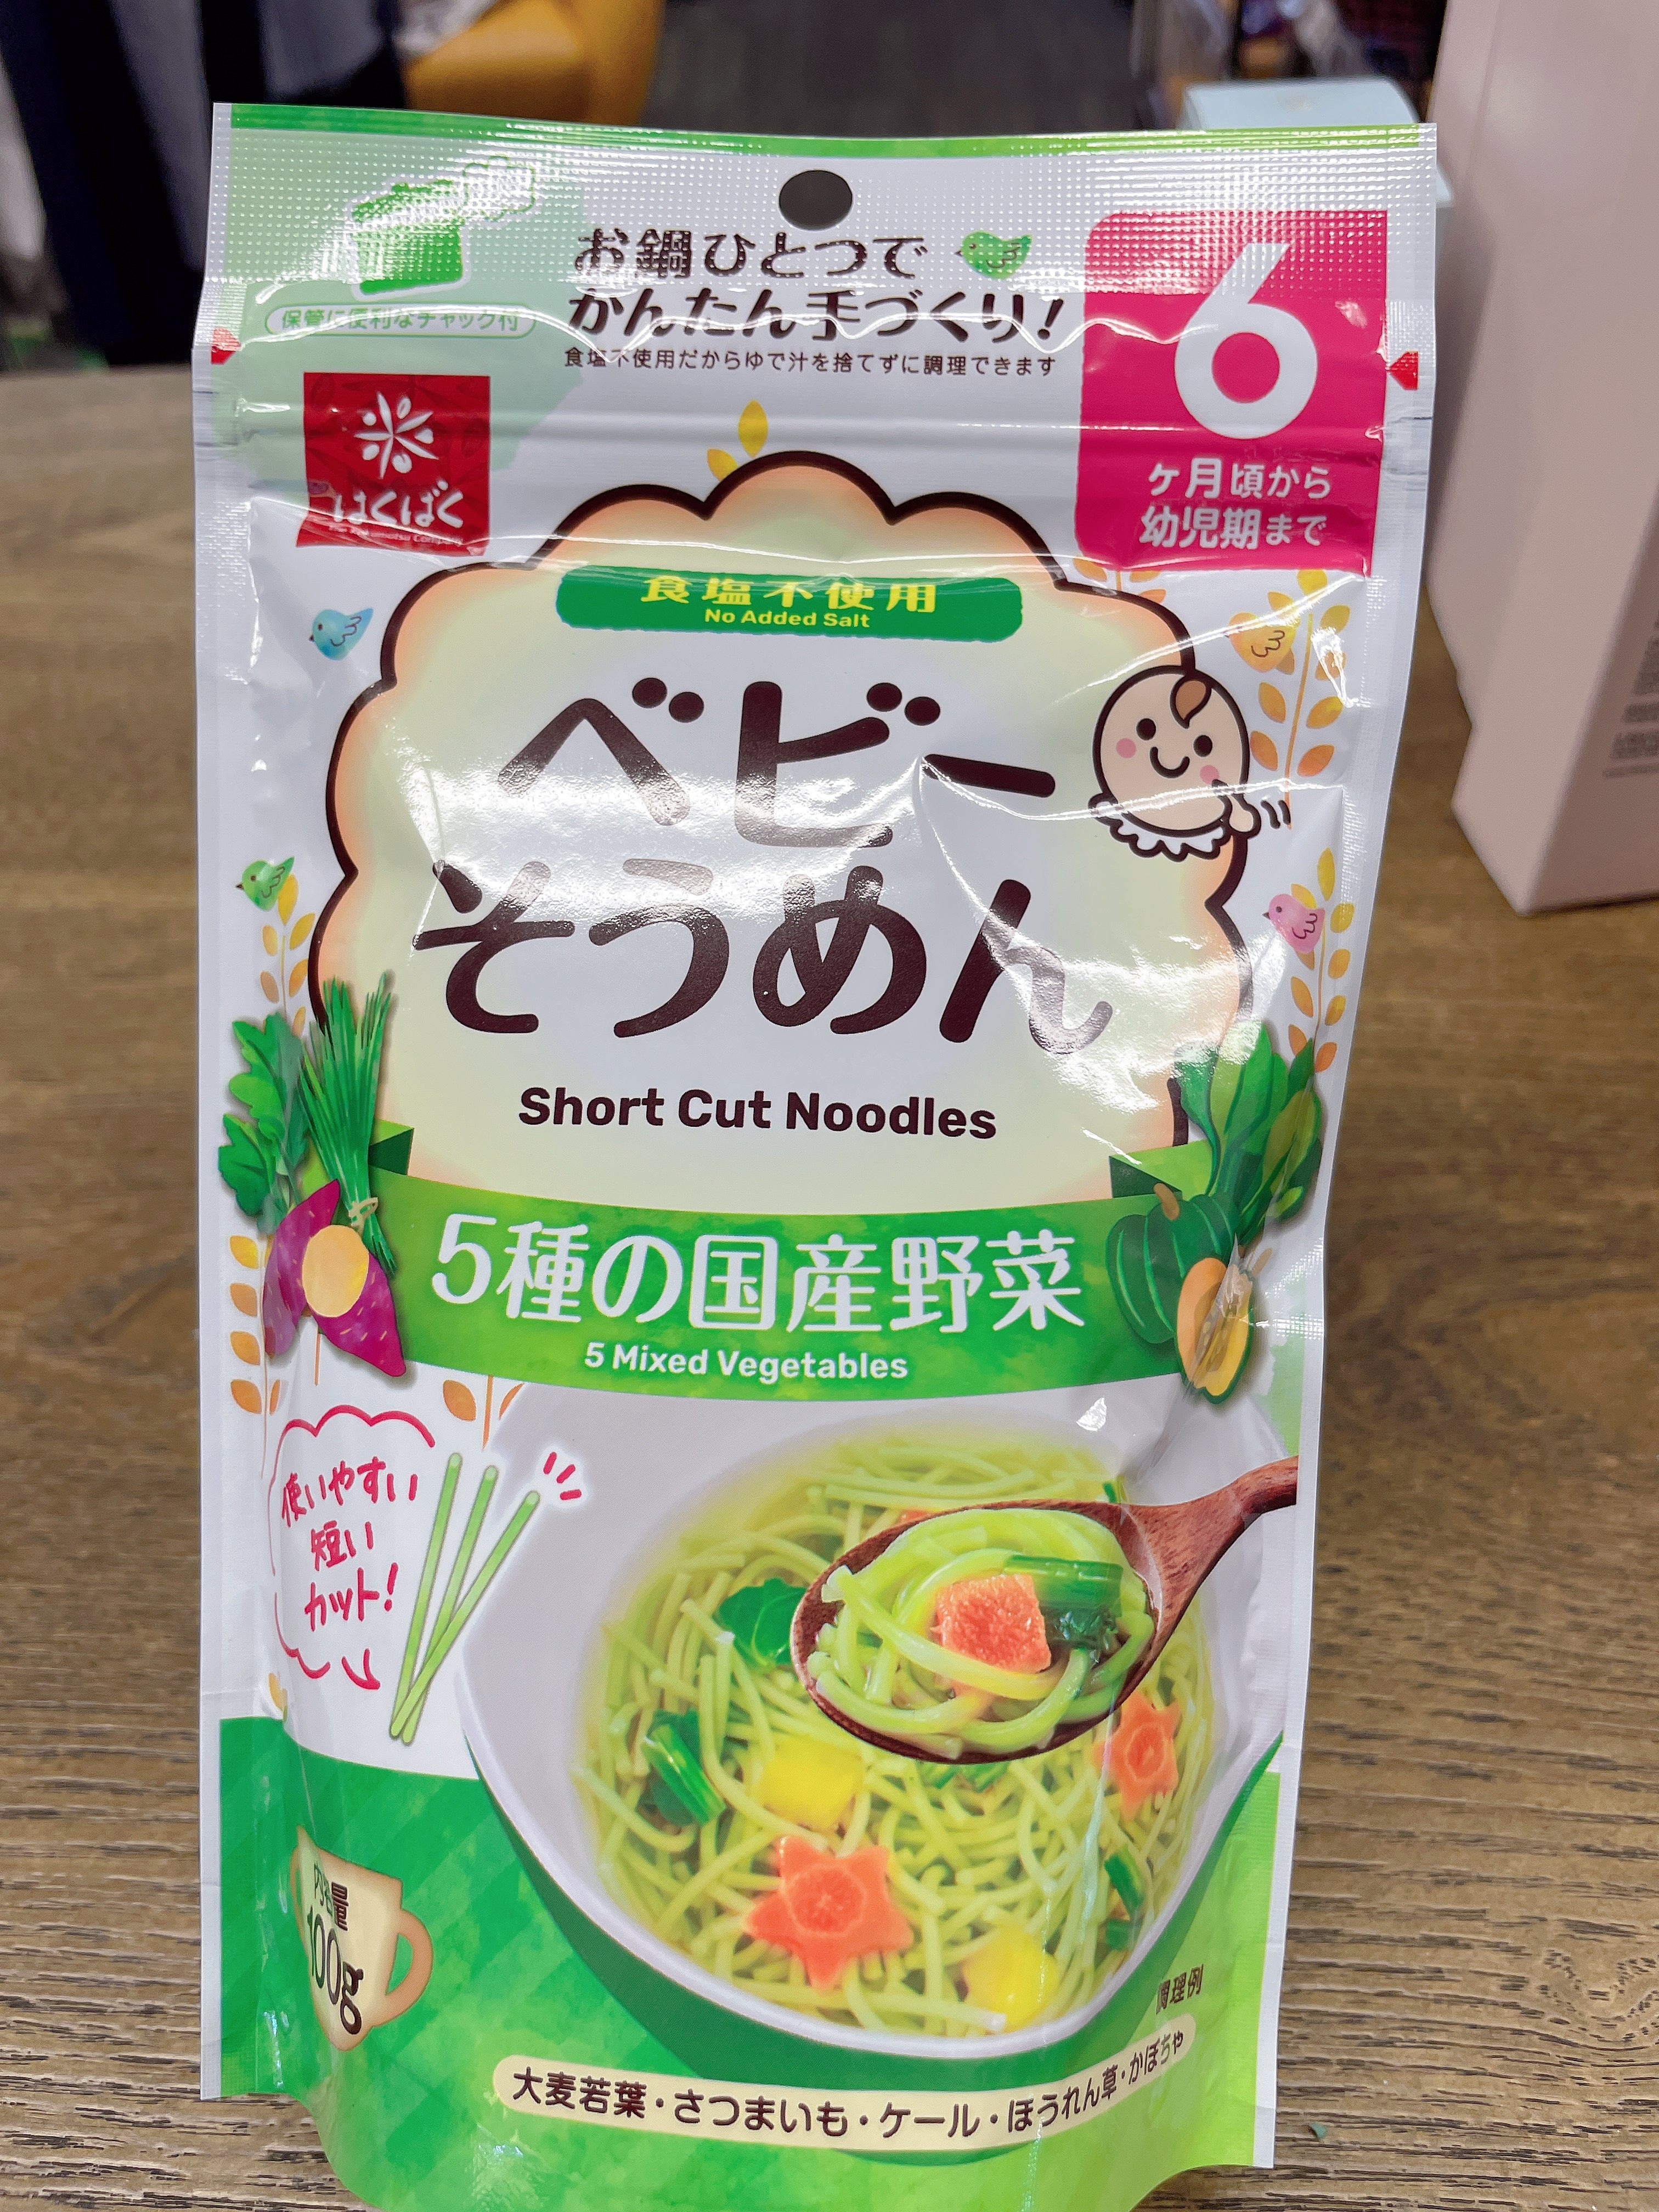 お鍋ひとつで
かんたん手づくり!
食塩不使用だからゆで汁を捨てずに調理できます
保管に便利なチャック付
6
ヶ月頃から
幼児期まで
はくばく
食塩不使用
No Added Salt
ベビー
そうめん
Short Cut Noodles
5種の国産野菜
5 Mixed Vegetables
使いやすい
短い
カット!
内容量
100g
調理例
大麦若葉・さつまいも・ケール・ほうれん草・かぼちゃ